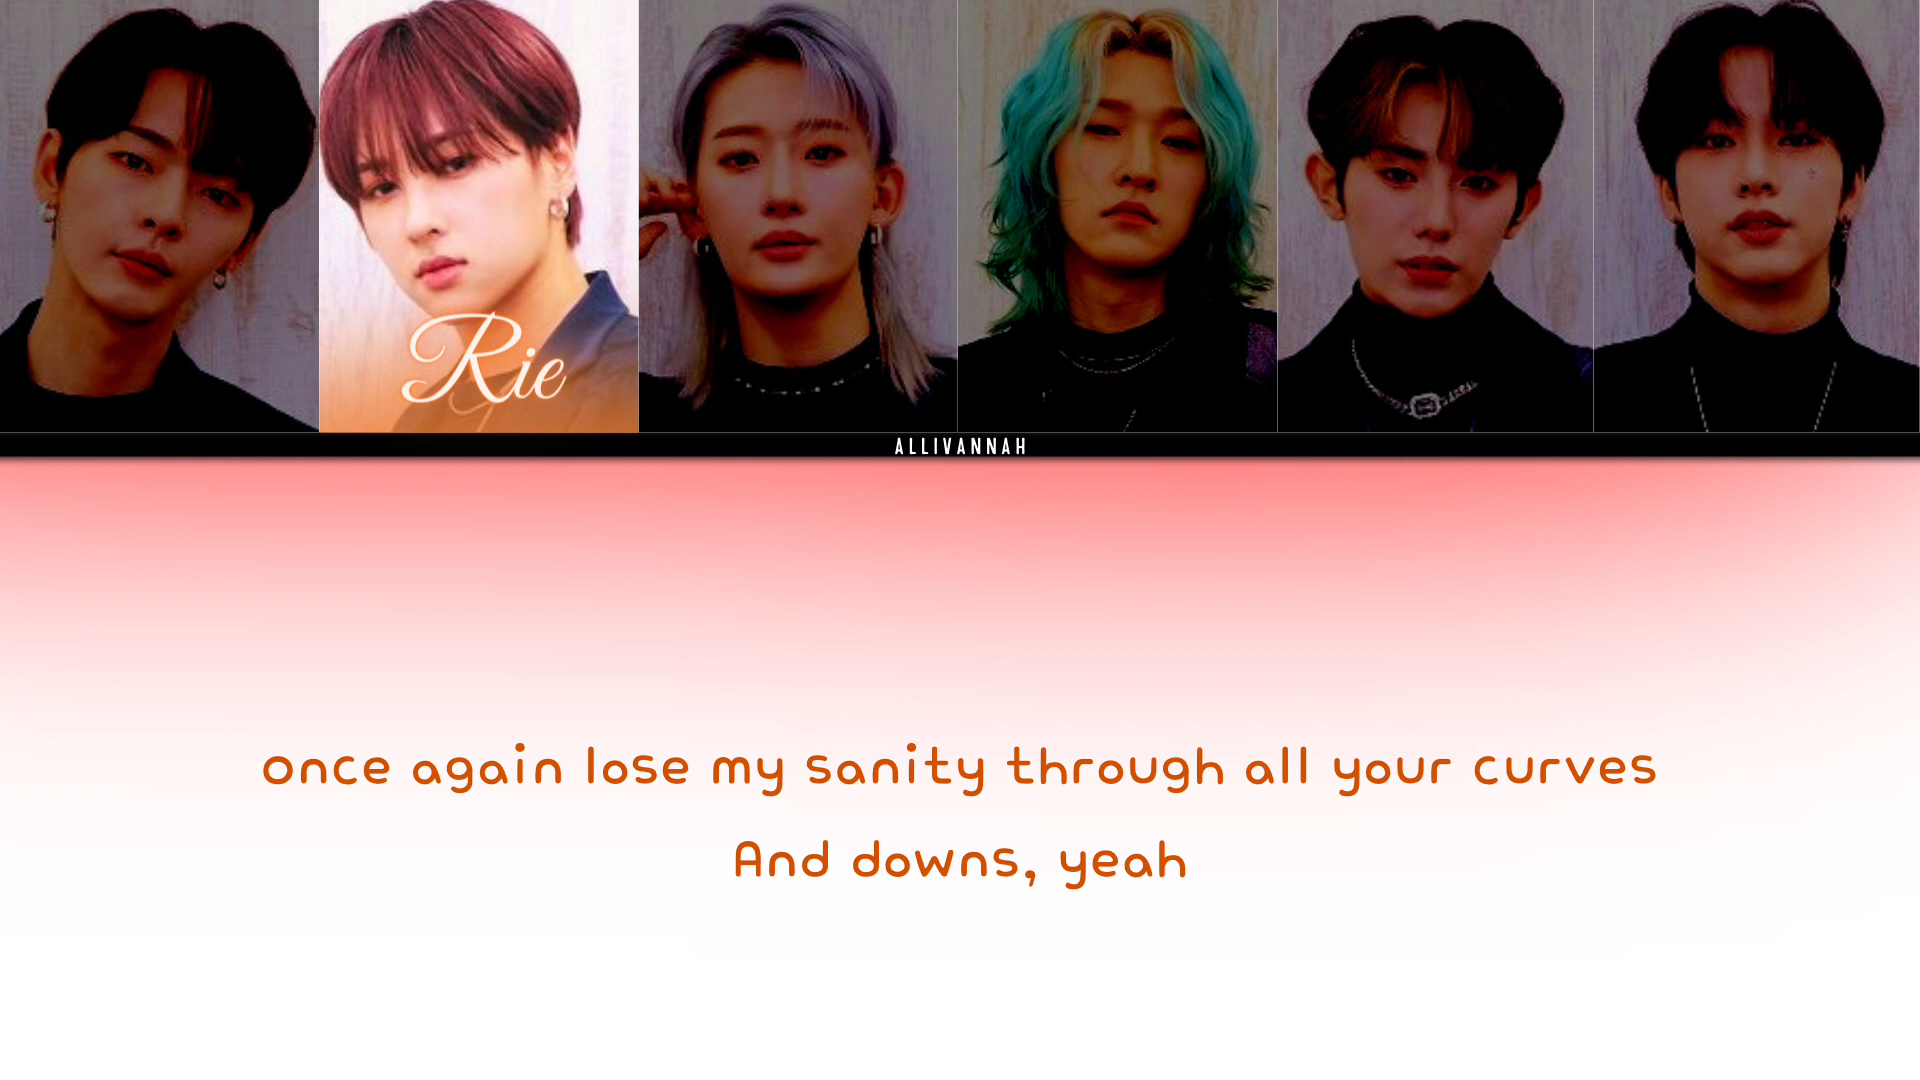 Rie
ALLIVANNAH
once again lose my sanity through all your curves
And downs, yeah